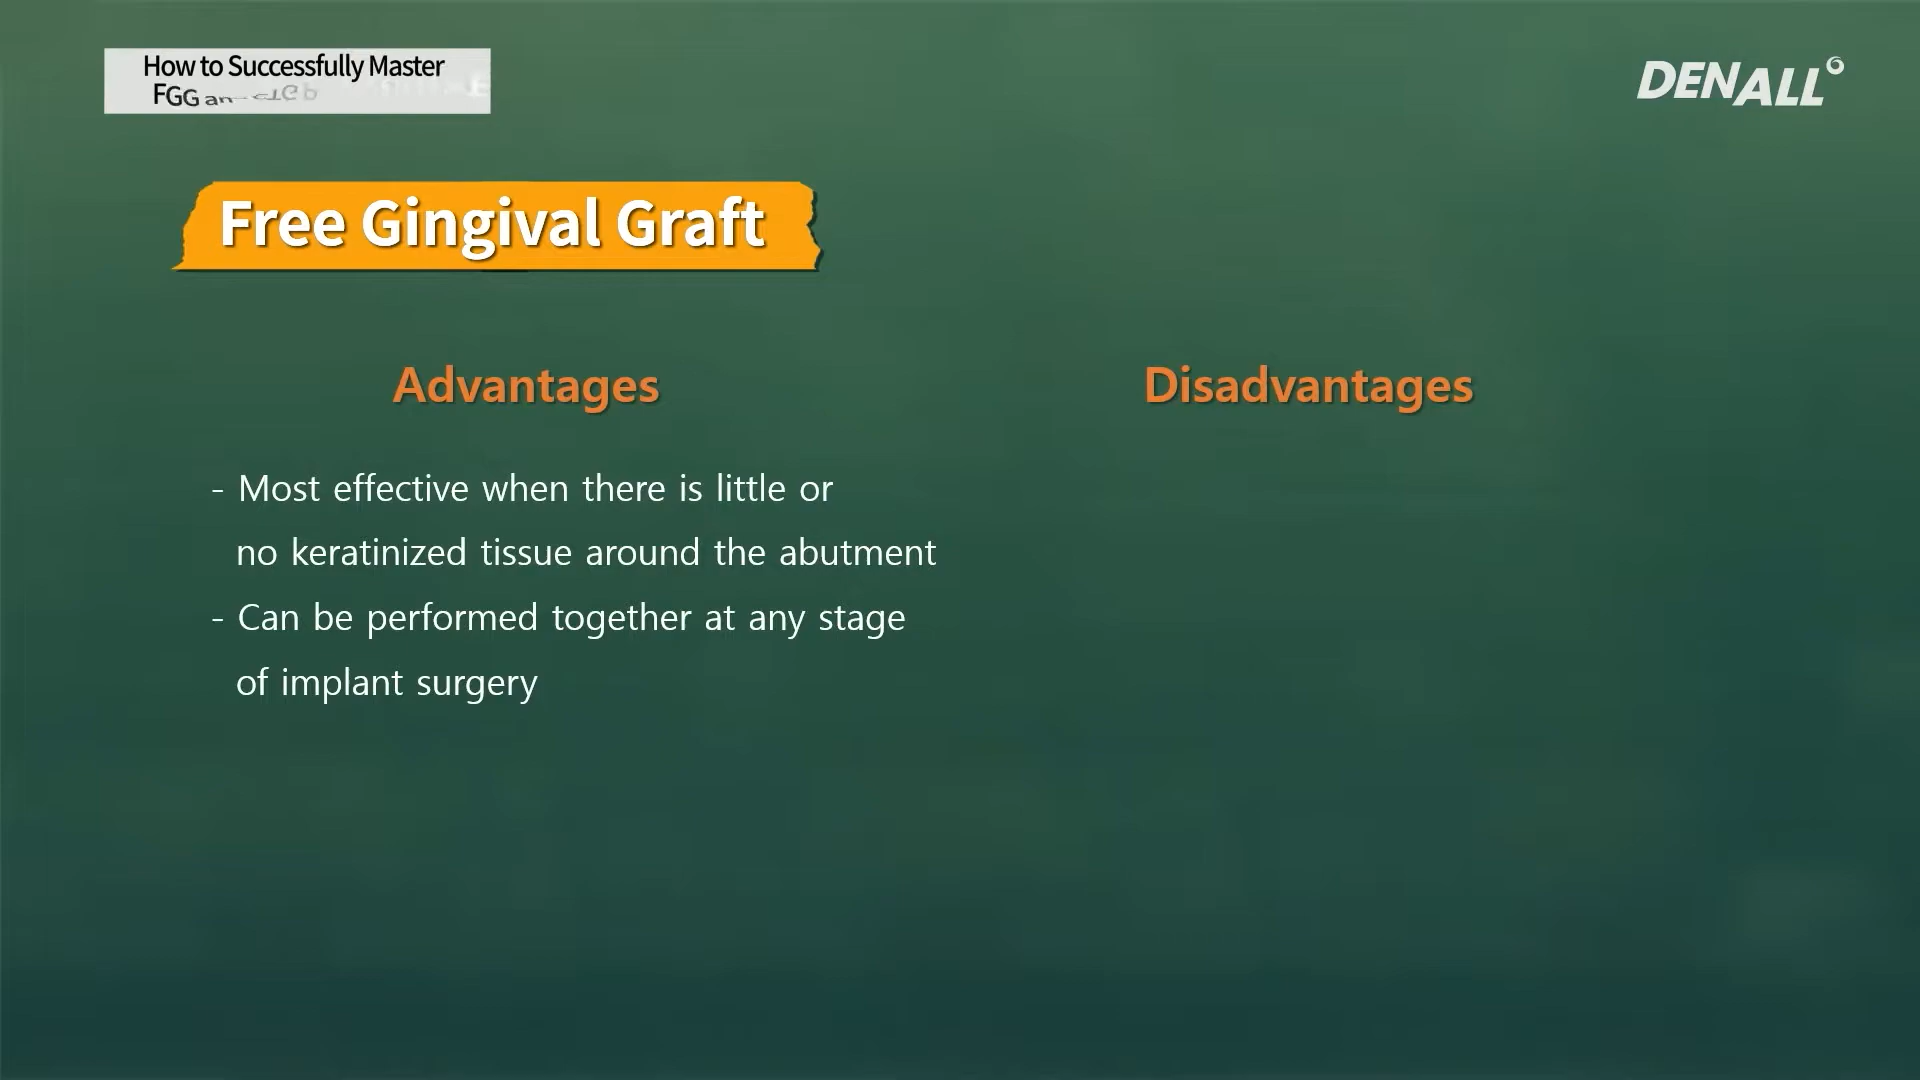 How to Successfully Master
FGG
DENALL
Free Gingival Graft
Advantages
Disadvantages
- Most effective when there is little or
no keratinized tissue around the abutment
- Can be performed together at any stage
of implant surgery